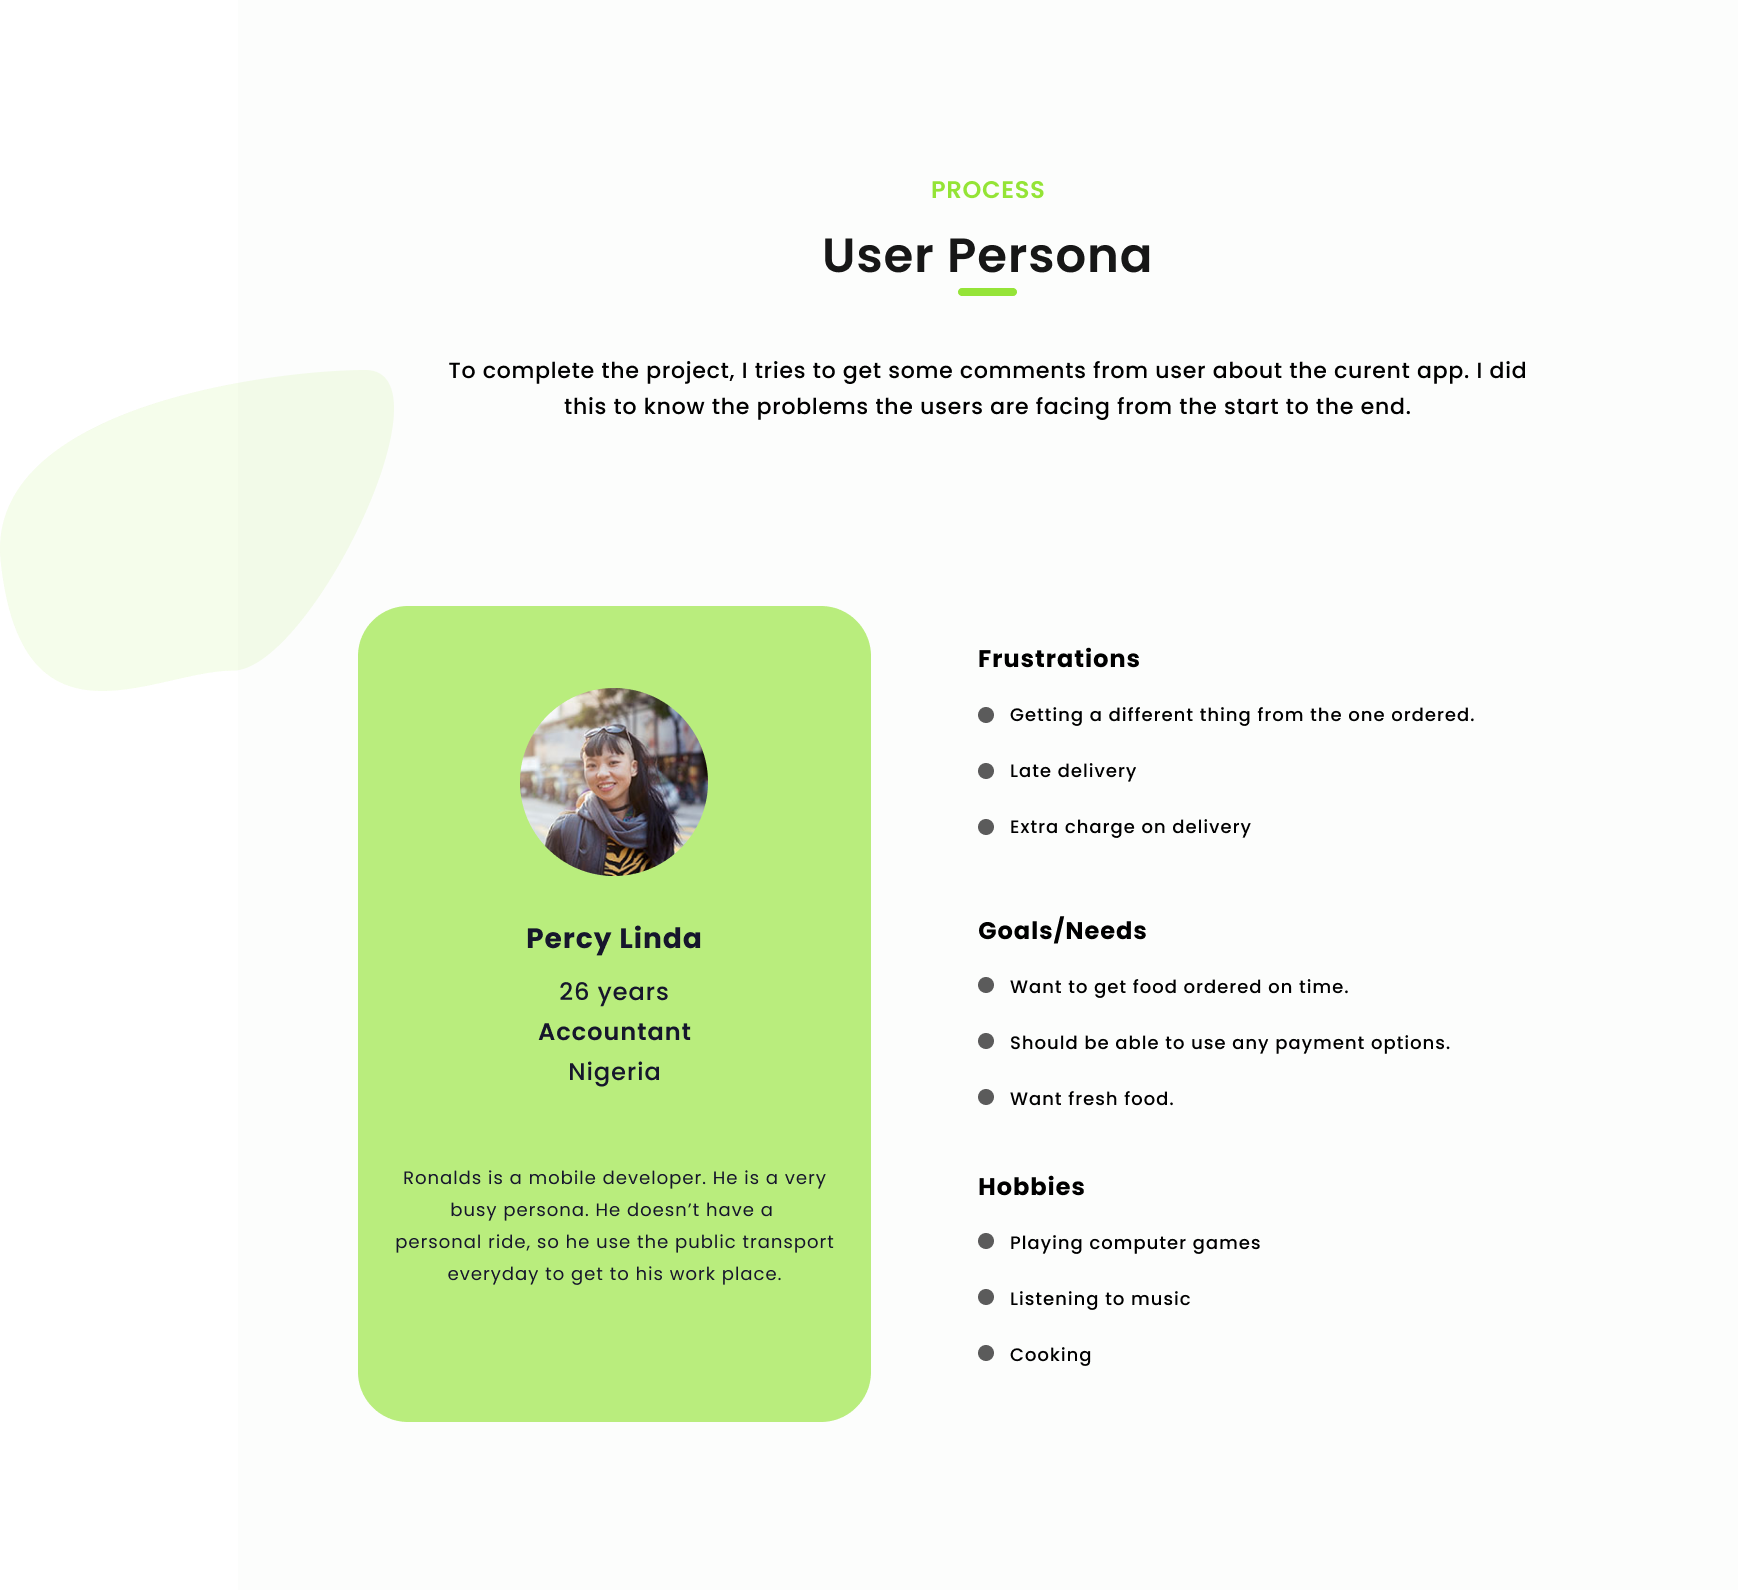 PROCESS
User Persona
To complete the project, I tries to get some comments from user about the curent app. I did
this to know the problems the users are facing from the start to the end.
Percy Linda
26 years
Accountant
Nigeria
Ronalds is a mobile developer. He is a very
busy persona. He doesn’t have a
personal ride, so he use the public transport
everyday to get to his work place.
Frustrations
Getting a different thing from the one ordered.
Late delivery
Extra charge on delivery
Goals/Needs
Want to get food ordered on time.
Should be able to use any payment options.
Want fresh food.
Hobbies
Playing computer games
Listening to music
Cooking